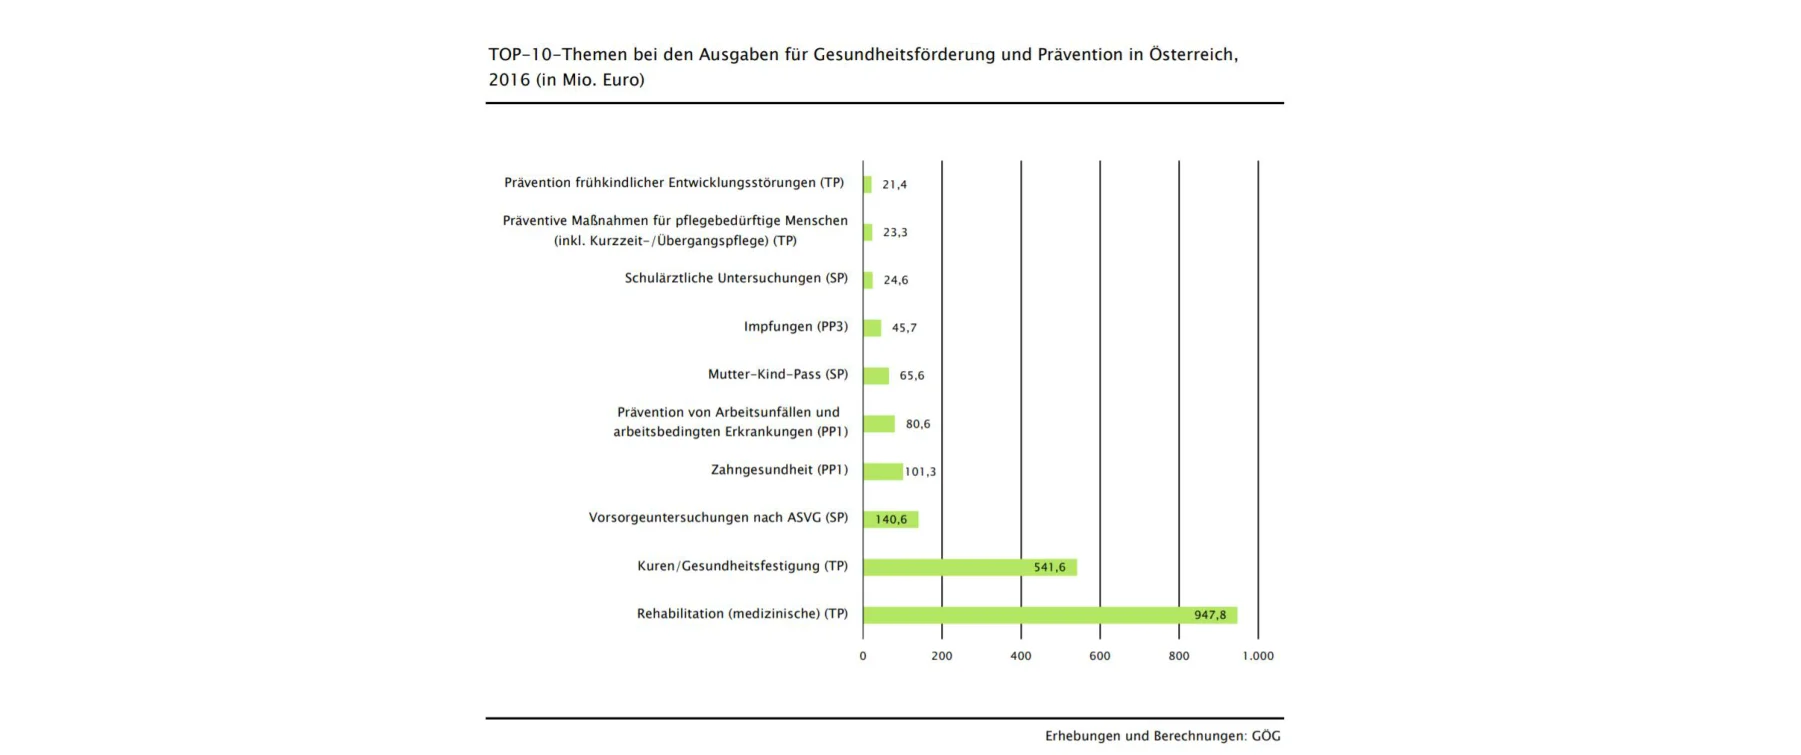 TOP-10-Themen bei den Ausgaben für Gesundheitsförderung und Prävention in Österreich,
2016 (in Mio. Euro)
Prävention frühkindlicher Entwicklungsstörungen (TP)
21,4
Präventive Maßnahmen für pflegebedürftige Menschen
(inkl. Kurzzeit-/Übergangspflege) (TP)
23,3
Schulärztliche Untersuchungen (SP)
24,6
Impfungen (PP3)
45,7
Mutter-Kind-Pass (SP)
65,6
Prävention von Arbeitsunfällen und
arbeitsbedingten Erkrankungen (PP1)
80,6
Zahngesundheit (PP1)
101,3
Vorsorgeuntersuchungen nach ASVG (SP)
140,6
Kuren/Gesundheitsfestigung (TP)
541,6
Rehabilitation (medizinische) (TP)
947,8
0 200 400 600 800 1.000
Erhebungen und Berechnungen: GÖG